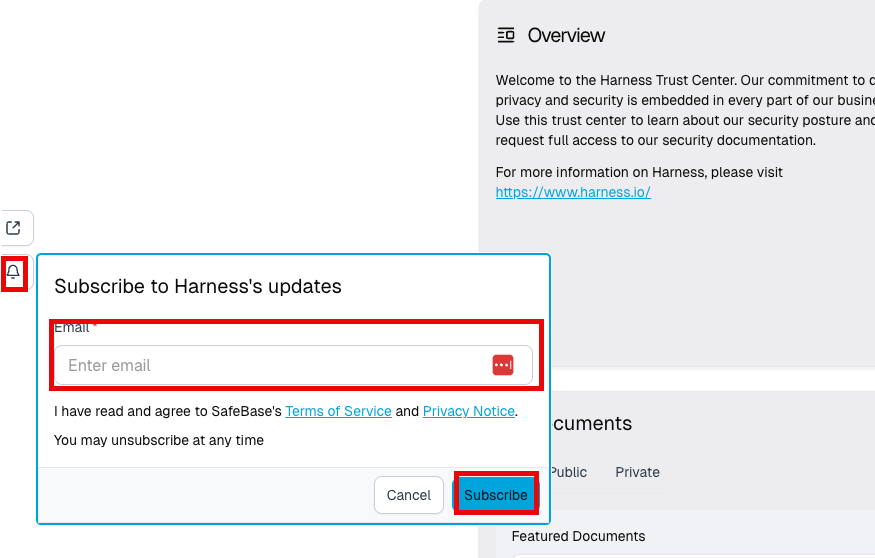 Overview
Welcome to the Harness Trust Center. Our commitment to
privacy and security is embedded in every part of our
Use this trust center to learn about our security posture
request full access to our security documentation.
For more information on Harness, please visit
https://www.harness.io/
Subscribe to Harness's updates
Email *
Enter email
I have read and agree to SafeBase's Terms of Service and Privacy Notice.
You may unsubscribe at any time
Cancel
Subscribe
cuments
Public
Private
Featured Documents